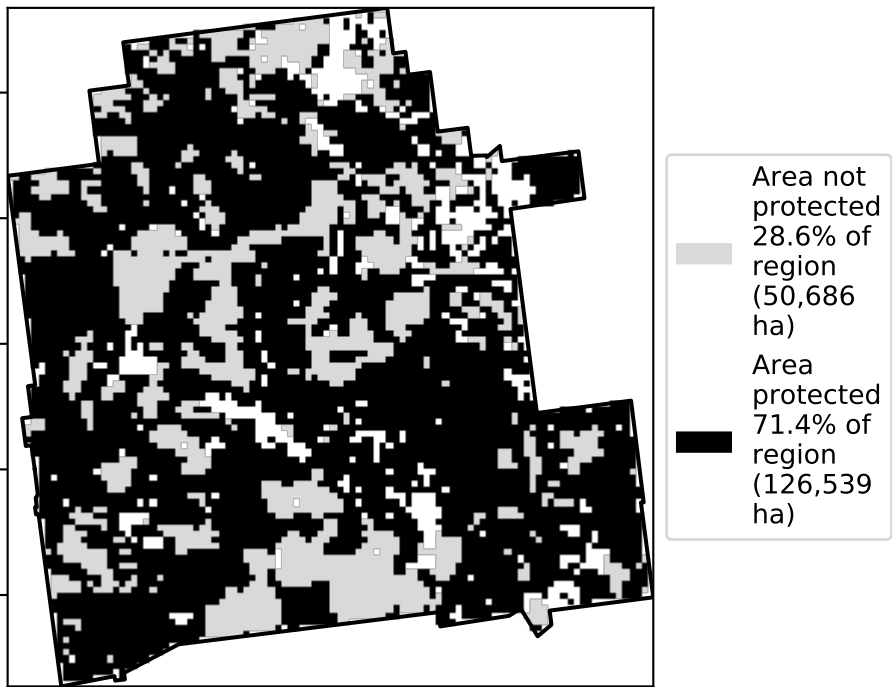 Area not
protected
28.6% of
region
(50,686
ha)
Area
protected
71.4% of
region
(126,539
ha)